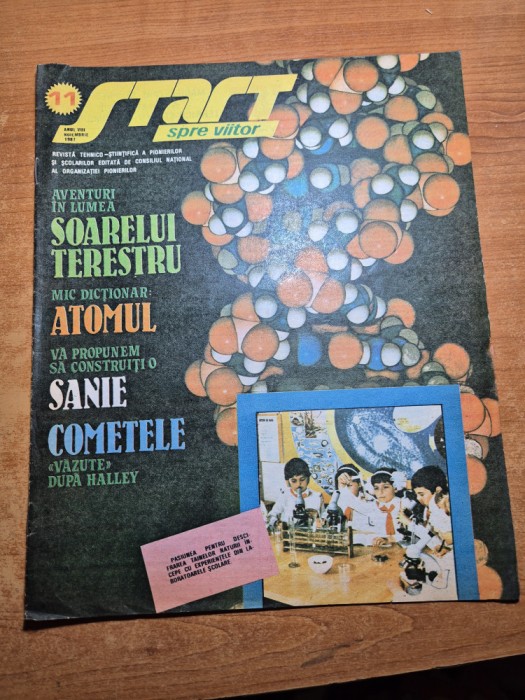 11
START
spre viitor
ANUL VIII
NOIEMBRIE
1987
REVISTĂ TEHNICO-ȘTIINȚIFICĂ A PIONIERILOR
ȘI ȘCOLARILOR EDITATĂ DE CONSILIUL NAȚIONAL
AL ORGANIZAȚIEI PIONIERILOR
AVENTURI
ÎN LUMEA
SOARELUI
TERESTRU
MIC DICȚIONAR:
ATOMUL
VĂ PROPUNEM
SĂ CONSTRUIȚI O
SANIE
COMETELE
«VĂZUTE»
DUPĂ HALLEY
PASIUNEA PENTRU DESCI-
FRAREA TAINELOR NATURII ÎN-
CEPE CU EXPERIENȚELE DIN LA-
BORATOARELE ȘCOLARE.